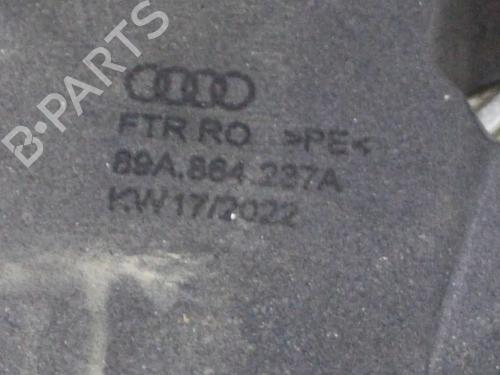 B-PARTS
FTR RO >PE<
89A.864.237A
KW17/2022